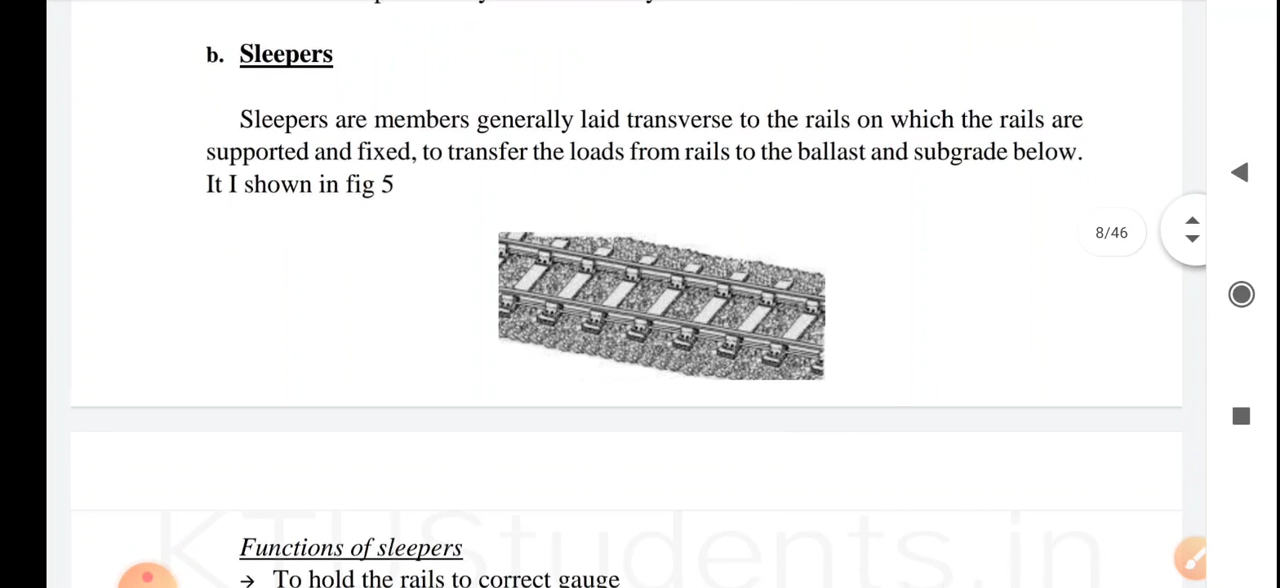 b. Sleepers
Sleepers are members generally laid transverse to the rails on which the rails are
supported and fixed, to transfer the loads from rails to the ballast and subgrade below.
It I shown in fig 5
8/46
KTUStudents.in
Functions of sleepers
→ To hold the rails to correct gauge